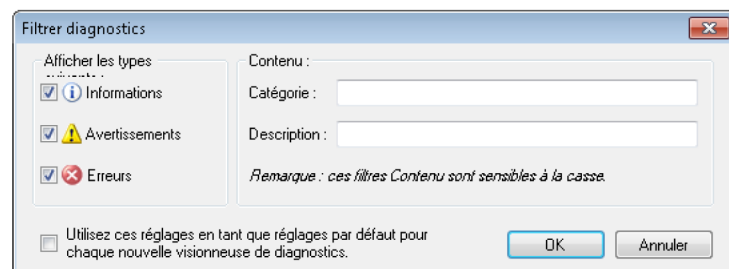 Filtrer diagnostics
Afficher les types
suivants :
Informations
Avertissements
Erreurs
Contenu :
Catégorie :
Description :
Remarque : ces filtres Contenu sont sensibles à la casse.
Utilisez ces réglages en tant que réglages par défaut pour
chaque nouvelle visionneuse de diagnostics.
OK
Annuler